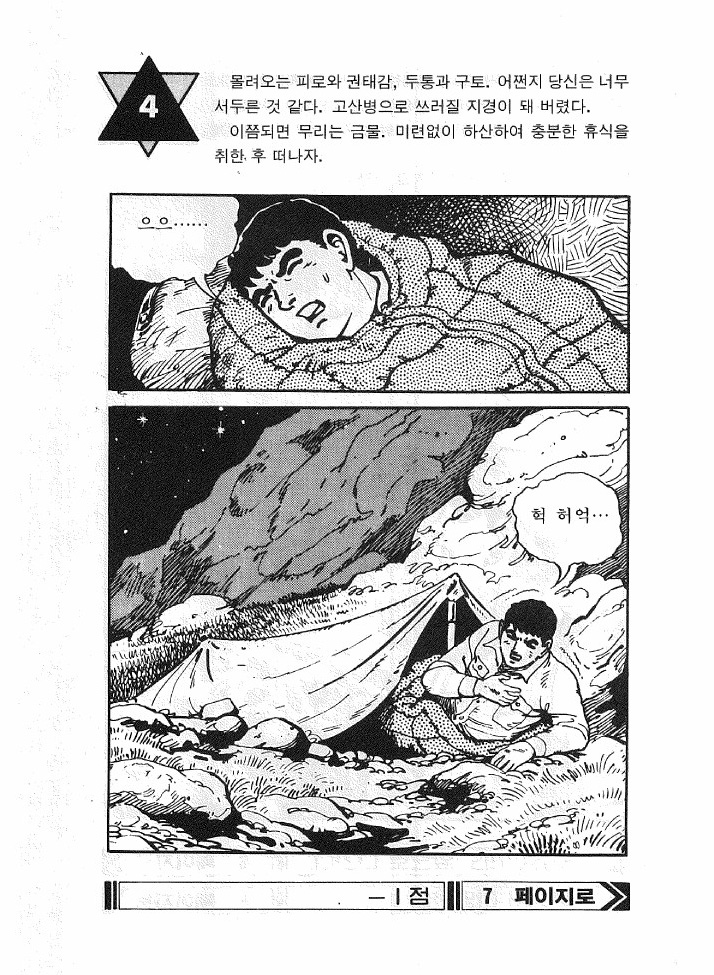 4
몰려오는 피로와 권태감, 두통과 구토. 어쩐지 당신은 너무
서두른 것 같다. 고산병으로 쓰러질 지경이 돼 버렸다.
이쯤되면 무리는 금물. 미련없이 하산하여 충분한 휴식을
취한 후 떠나자.
으으......
헉 허억...
－1점
7 페이지로